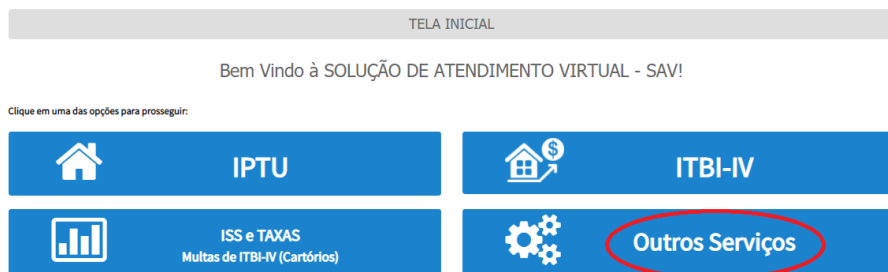 TELA INICIAL
Bem Vindo à SOLUÇÃO DE ATENDIMENTO VIRTUAL - SAV!
Clique em uma das opções para prosseguir:
IPTU
ITBI-IV
ISS e TAXAS
Multas de ITBI-IV (Cartórios)
Outros Serviços